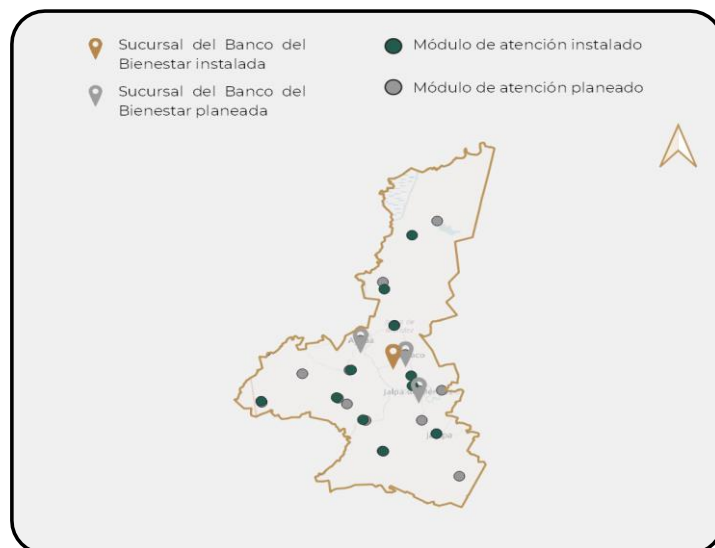 Sucursal del Banco del
Bienestar instalada
Sucursal del Banco del
Bienestar planeada
Módulo de atención instalado
Módulo de atención planeado